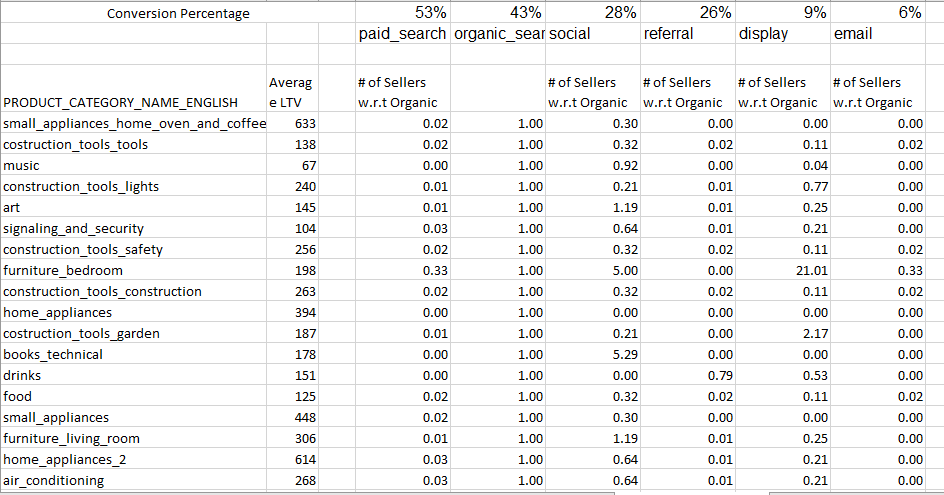 Conversion Percentage 53% 43% 28% 26% 9% 6%
paid_search organic_sear social referral display email
Averag # of Sellers # of Sellers # of Sellers # of Sellers # of Sellers
PRODUCT_CATEGORY_NAME_ENGLISH e LTV w.r.t Organic w.r.t Organic w.r.t Organic w.r.t Organic w.r.t Organic
small_appliances_home_oven_and_coffee 633 0.02 1.00 0.30 0.00 0.00 0.00
costruction_tools_tools 138 0.02 1.00 0.32 0.02 0.11 0.02
music 67 0.00 1.00 0.92 0.00 0.04 0.00
construction_tools_lights 240 0.01 1.00 0.21 0.01 0.77 0.00
art 145 0.01 1.00 1.19 0.01 0.25 0.00
signaling_and_security 104 0.03 1.00 0.64 0.01 0.21 0.00
construction_tools_safety 256 0.02 1.00 0.32 0.02 0.11 0.02
furniture_bedroom 198 0.33 1.00 5.00 0.00 21.01 0.33
construction_tools_construction 263 0.02 1.00 0.32 0.02 0.11 0.02
home_appliances 394 0.00 1.00 0.00 0.00 0.00 0.00
costruction_tools_garden 187 0.01 1.00 0.21 0.00 2.17 0.00
books_technical 178 0.00 1.00 5.29 0.00 0.00 0.00
drinks 151 0.00 1.00 0.00 0.79 0.53 0.00
food 125 0.02 1.00 0.32 0.02 0.11 0.02
small_appliances 448 0.02 1.00 0.30 0.00 0.00 0.00
furniture_living_room 306 0.01 1.00 1.19 0.01 0.25 0.00
home_appliances_2 614 0.03 1.00 0.64 0.01 0.21 0.00
air_conditioning 268 0.03 1.00 0.64 0.01 0.21 0.00